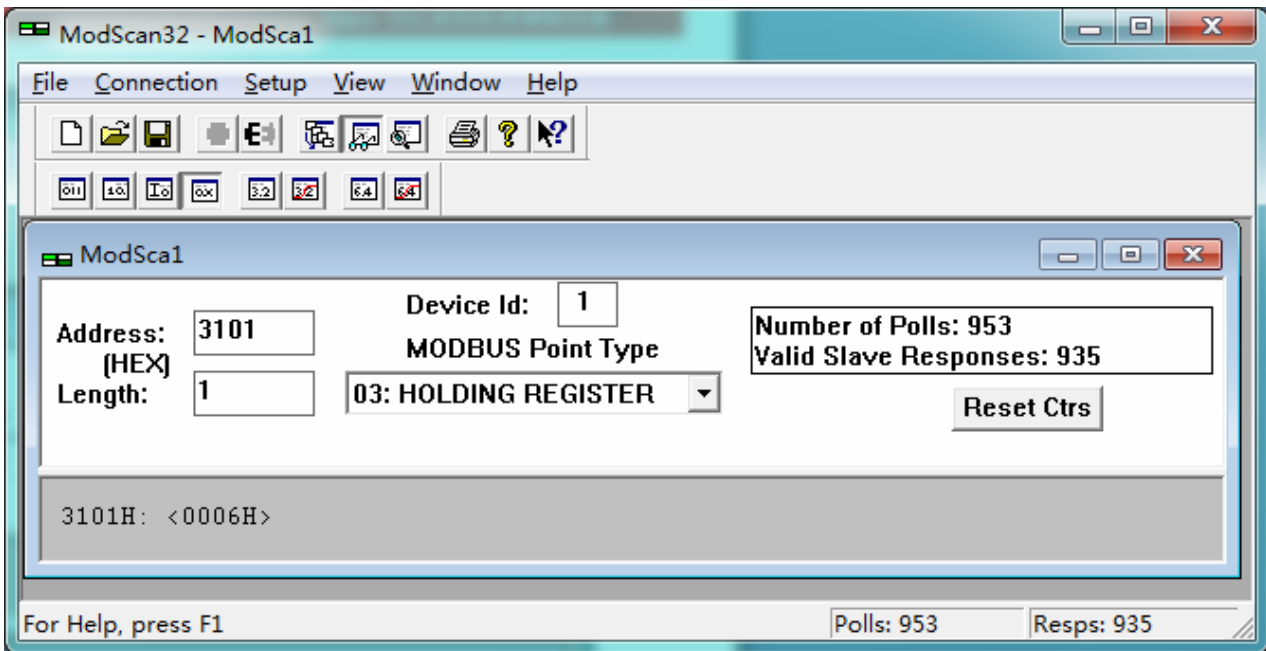 ModScan32 - ModSca1
File Connection Setup View Window Help
ModSca1
Address: 3101
(HEX)
Length: 1
Device Id: 1
MODBUS Point Type
03: HOLDING REGISTER
Number of Polls: 953
Valid Slave Responses: 935
Reset Ctrs
3101H: <0006H>
For Help, press F1
Polls: 953
Resps: 935